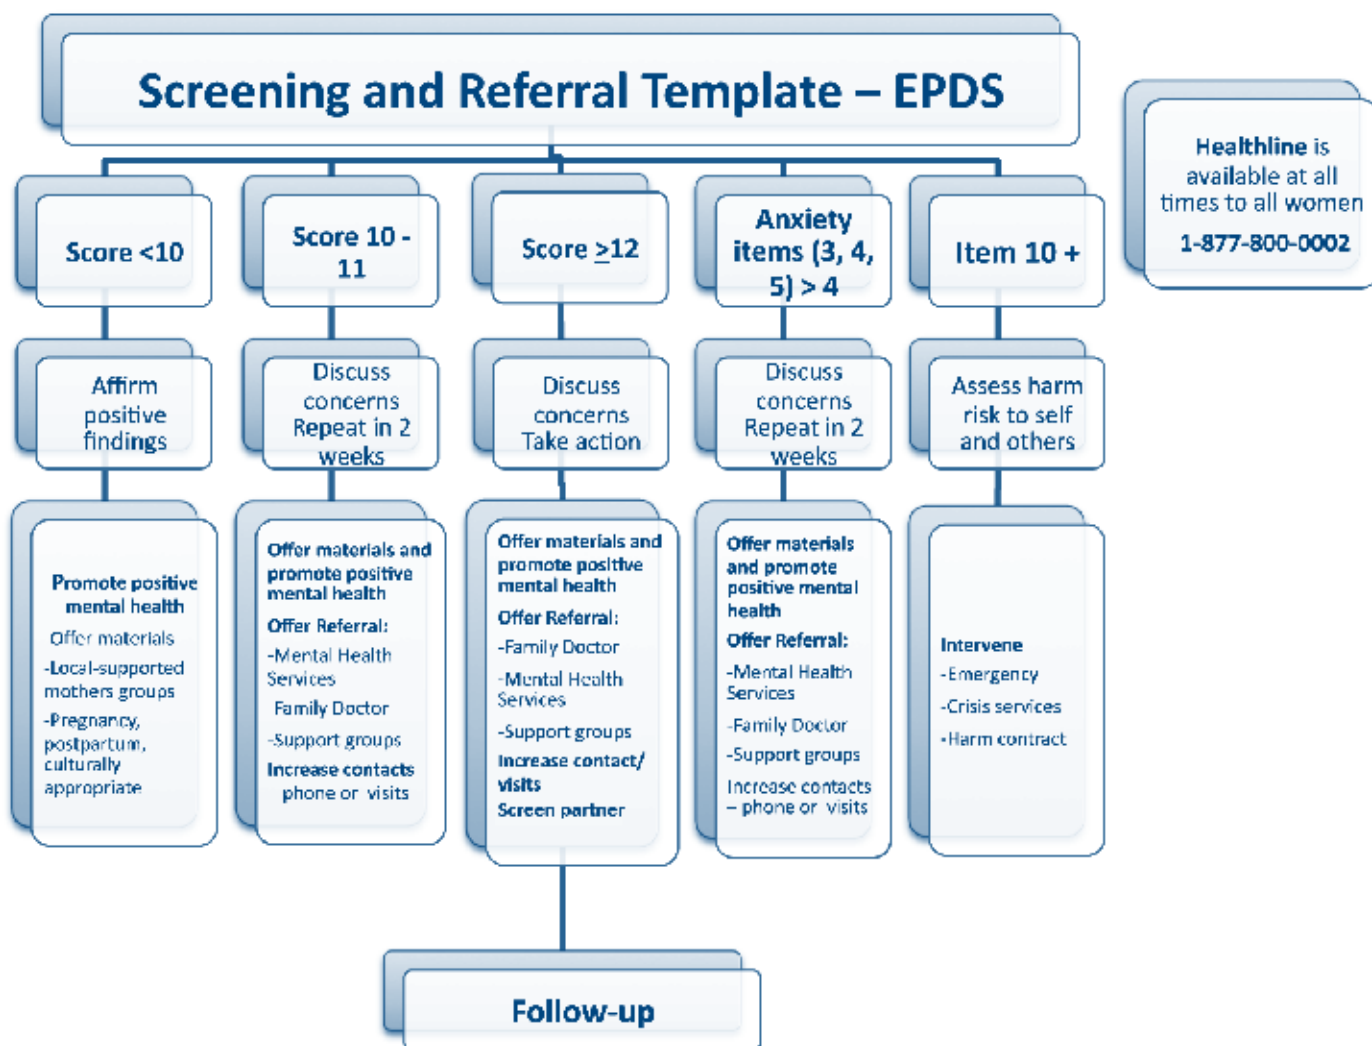 Screening and Referral Template – EPDS
Healthline is
available at all
times to all women
1-877-800-0002
Score <10
Score 10 -
11
Score ≥12
Anxiety
items (3, 4,
5) > 4
Item 10 +
Affirm
positive
findings
Discuss
concerns
Repeat in 2
weeks
Discuss
concerns
Take action
Discuss
concerns
Repeat in 2
weeks
Assess harm
risk to self
and others
Promote positive
mental health
Offer materials
-Local-supported
mothers groups
-Pregnancy,
postpartum,
culturally
appropriate
Offer materials and
promote positive
mental health
Offer Referral:
-Mental Health
Services
Family Doctor
-Support groups
Increase contacts
phone or visits
Offer materials and
promote positive
mental health
Offer Referral:
-Family Doctor
-Mental Health
Services
-Support groups
Increase contact/
visits
Screen partner
Offer materials
and promote
positive mental
health
Offer Referral:
-Mental Health
Services
-Family Doctor
-Support groups
Increase contacts
– phone or visits
Intervene
-Emergency
-Crisis services
-Harm contract
Follow-up